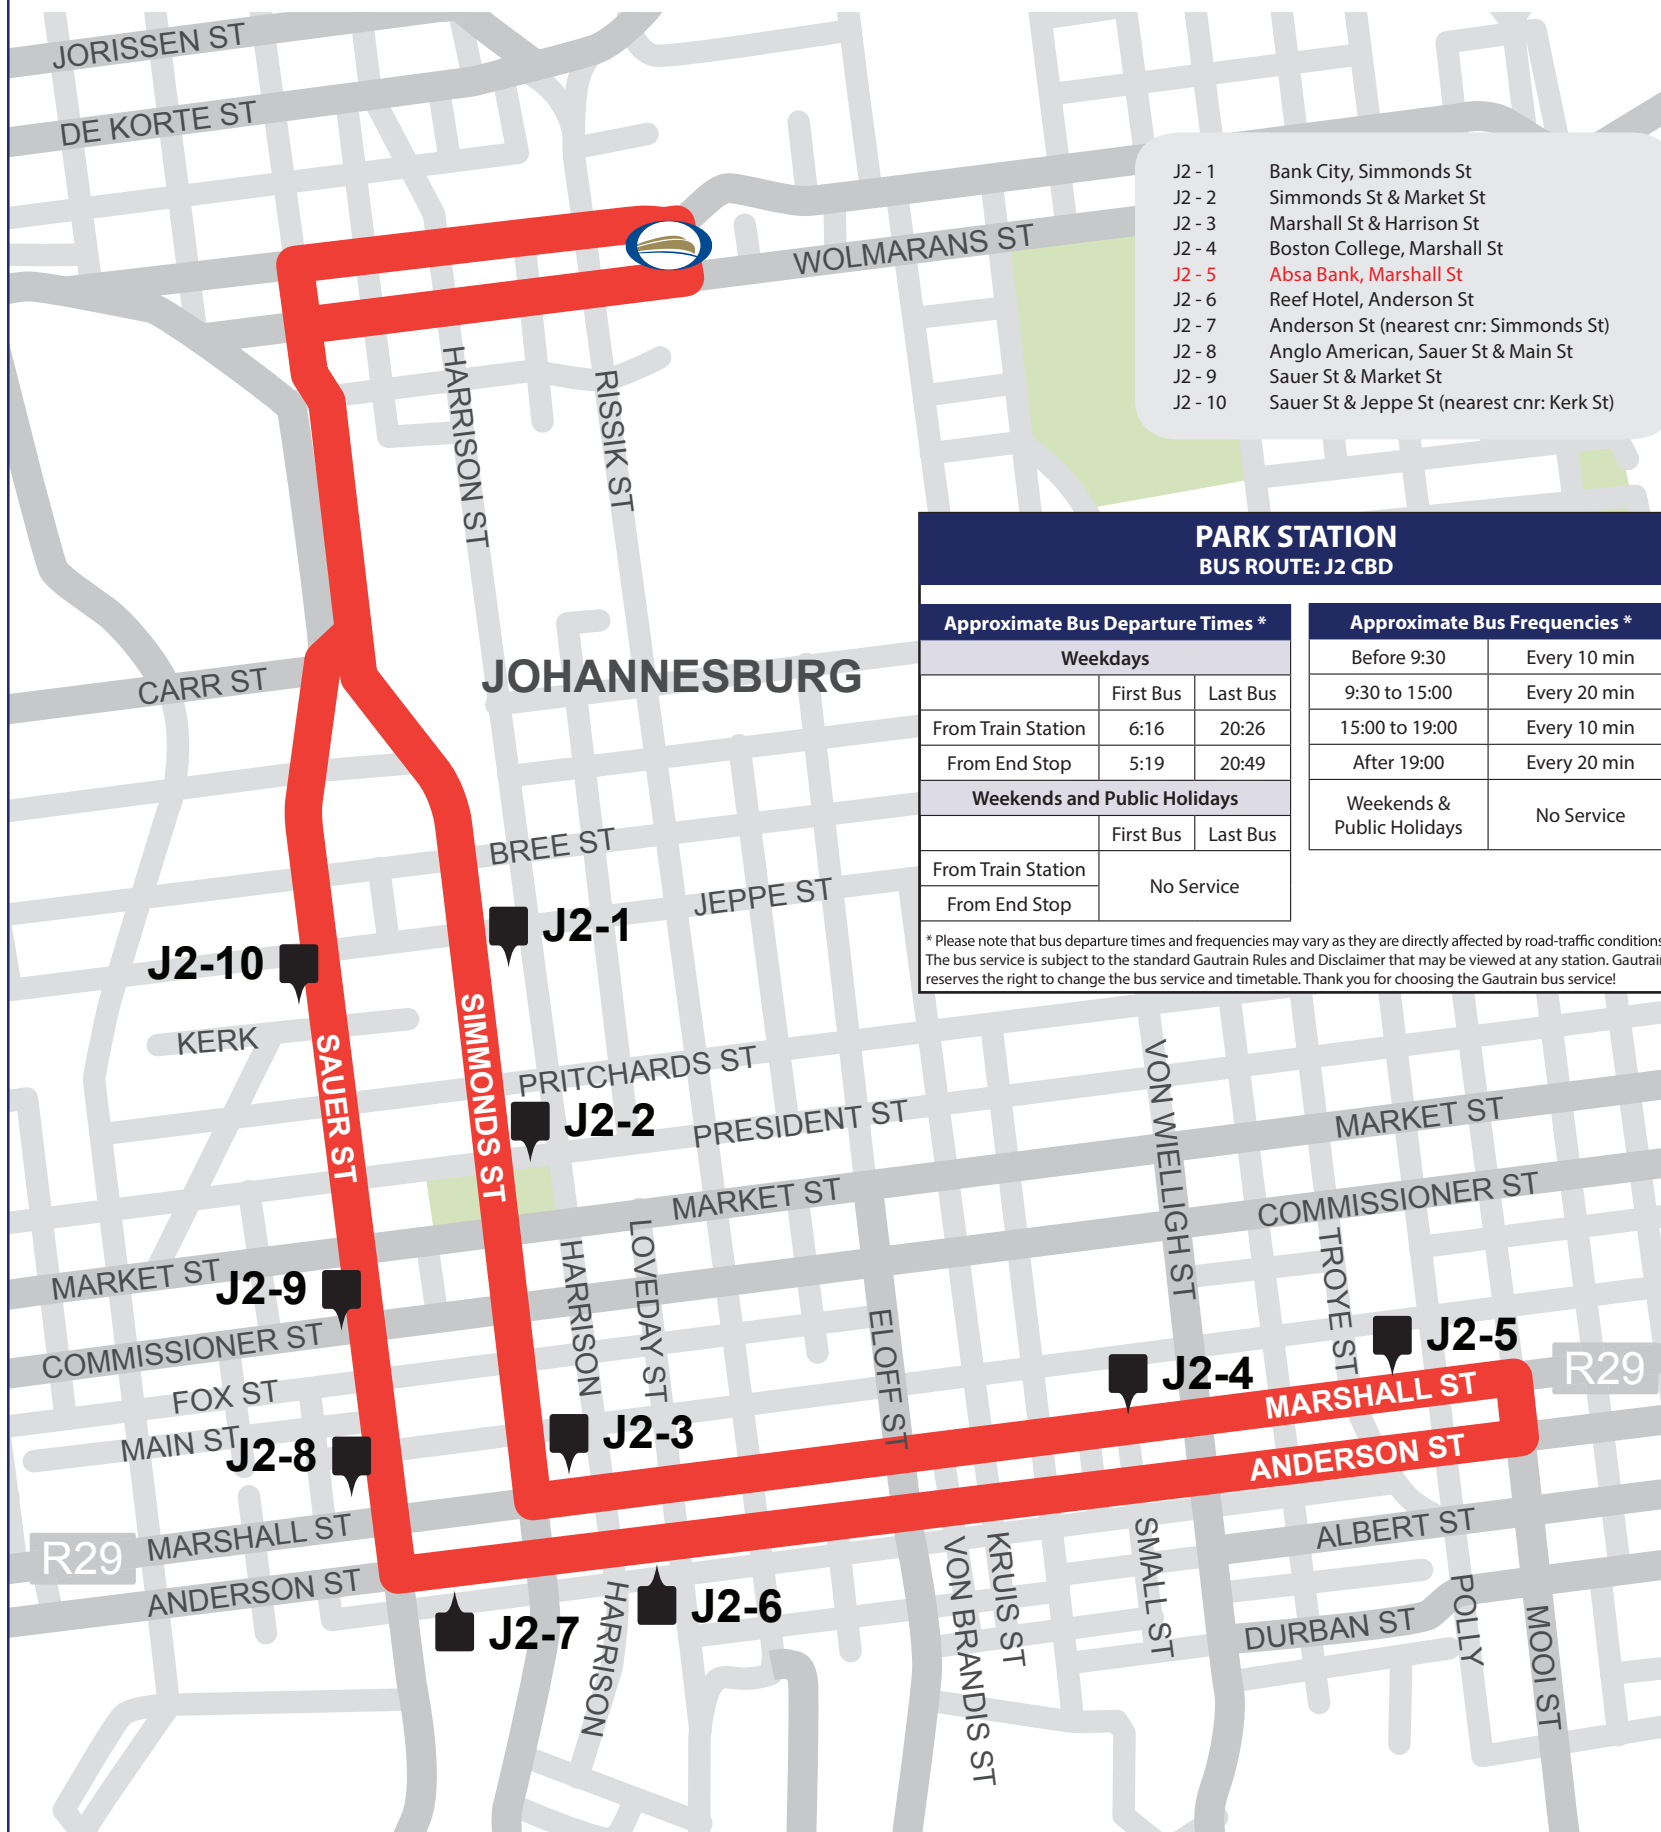 JORISSEN ST
DE KORTE ST
WOLMARANS ST
J2 - 1 Bank City, Simmonds St
J2 - 2 Simmonds St & Market St
J2 - 3 Marshall St & Harrison St
J2 - 4 Boston College, Marshall St
J2 - 5 Absa Bank, Marshall St
J2 - 6 Reef Hotel, Anderson St
J2 - 7 Anderson St (nearest cnr: Simmonds St)
J2 - 8 Anglo American, Sauer St & Main St
J2 - 9 Sauer St & Market St
J2 - 10 Sauer St & Jeppe St (nearest cnr: Kerk St)
HARRISON ST
RISSIK ST
PARK STATION
BUS ROUTE: J2 CBD
Approximate Bus Departure Times *
Weekdays
First Bus Last Bus
From Train Station 6:16 20:26
From End Stop 5:19 20:49
Weekends and Public Holidays
First Bus Last Bus
From Train Station
No Service
From End Stop
Approximate Bus Frequencies *
Before 9:30 Every 10 min
9:30 to 15:00 Every 20 min
15:00 to 19:00 Every 10 min
After 19:00 Every 20 min
Weekends &
Public Holidays
No Service
* Please note that bus departure times and frequencies may vary as they are directly affected by road-traffic conditions
The bus service is subject to the standard Gautrain Rules and Disclaimer that may be viewed at any station. Gautrain
reserves the right to change the bus service and timetable. Thank you for choosing the Gautrain bus service!
JOHANNESBURG
CARR ST
BREE ST
JEPPE ST
J2-1
J2-10
KERK
SAUER ST
SIMMONDS ST
PRITCHARDS ST
J2-2
PRESIDENT ST
VON WIELLIGH ST
MARKET ST
MARKET ST
COMMISSIONER ST
MARKET ST
J2-9
HARRISON
LOVEDAY ST
TROYE ST
COMMISSIONER ST
ELOFF ST
J2-5
R29
FOX ST
J2-4
MARSHALL ST
MAIN ST
J2-8
J2-3
ANDERSON ST
R29
MARSHALL ST
ANDERSON ST
ALBERT ST
J2-7
HARRISON
J2-6
VON BRANDIS ST
KRUIS ST
SMALL ST
DURBAN ST
POLLY
MOOI ST